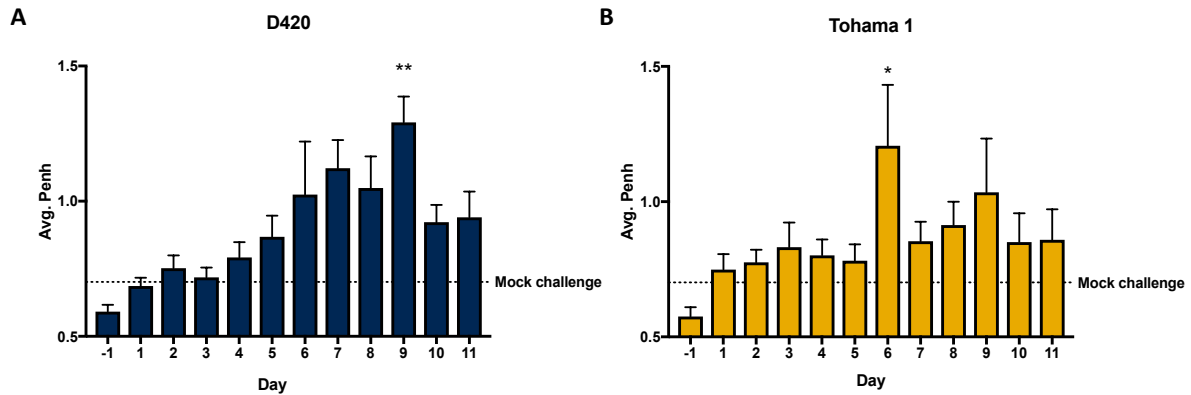 A
D420
1.5
1.0
0.5
Avg. Penh
**
Mock challenge
-1 1 2 3 4 5 6 7 8 9 10 11
Day
B
Tohama 1
1.5
1.0
0.5
Avg. Penh
*
Mock challenge
-1 1 2 3 4 5 6 7 8 9 10 11
Day